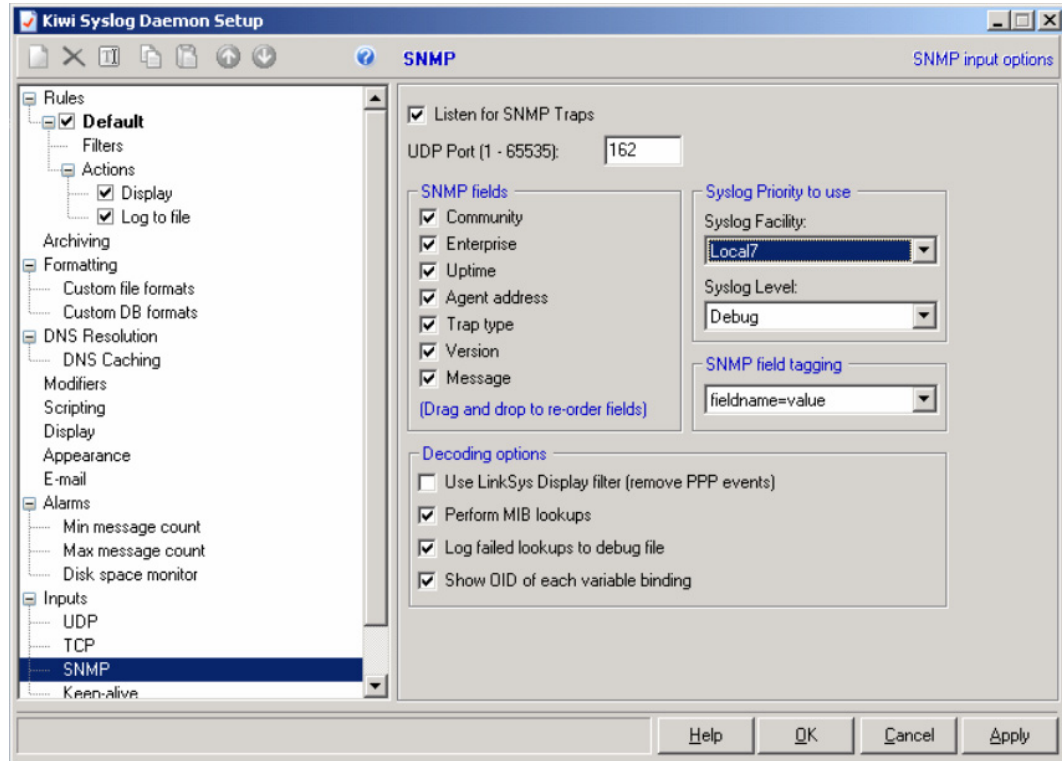 Kiwi Syslog Daemon Setup
SNMP
SNMP input options
Rules
Default
Filters
Actions
Display
Log to file
Archiving
Formatting
Custom file formats
Custom DB formats
DNS Resolution
DNS Caching
Modifiers
Scripting
Display
Appearance
E-mail
Alarms
Min message count
Max message count
Disk space monitor
Inputs
UDP
TCP
SNMP
Keep-alive
Listen for SNMP Traps
UDP Port (1 - 65535): 162
SNMP fields
Community
Enterprise
Uptime
Agent address
Trap type
Version
Message
(Drag and drop to re-order fields)
Syslog Priority to use
Syslog Facility:
Local7
Syslog Level:
Debug
SNMP field tagging
fieldname=value
Decoding options
Use LinkSys Display filter (remove PPP events)
Perform MIB lookups
Log failed lookups to debug file
Show OID of each variable binding
Help
OK
Cancel
Apply